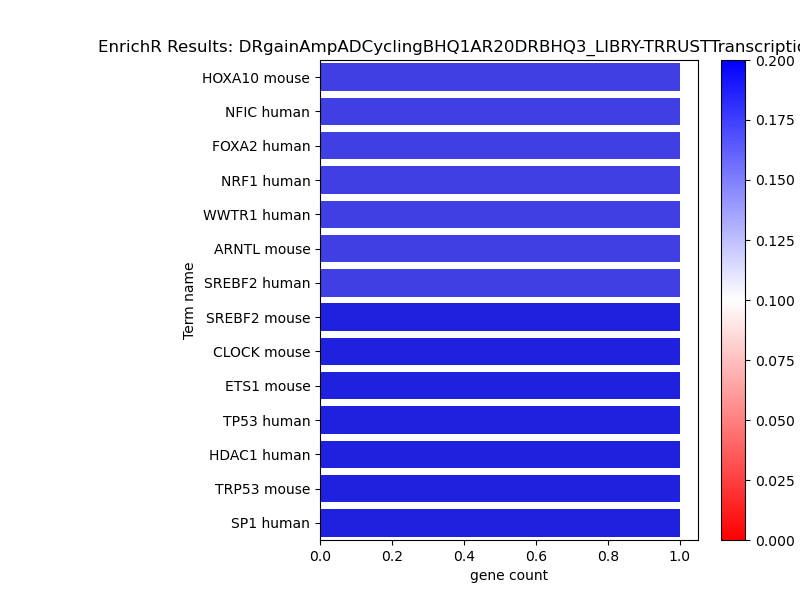 EnrichR Results: DRgainAmpADCyclingBHQ1AR20DRBHQ3_LIBRY-TRRUSTTranscriptio
HOXA10 mouse
NFIC human
FOXA2 human
NRF1 human
WWTR1 human
ARNTL mouse
SREBF2 human
SREBF2 mouse
CLOCK mouse
ETS1 mouse
TP53 human
HDAC1 human
TRP53 mouse
SP1 human
Term name
0.0 0.2 0.4 0.6 0.8 1.0
gene count
0.200
0.175
0.150
0.125
0.100
0.075
0.050
0.025
0.000